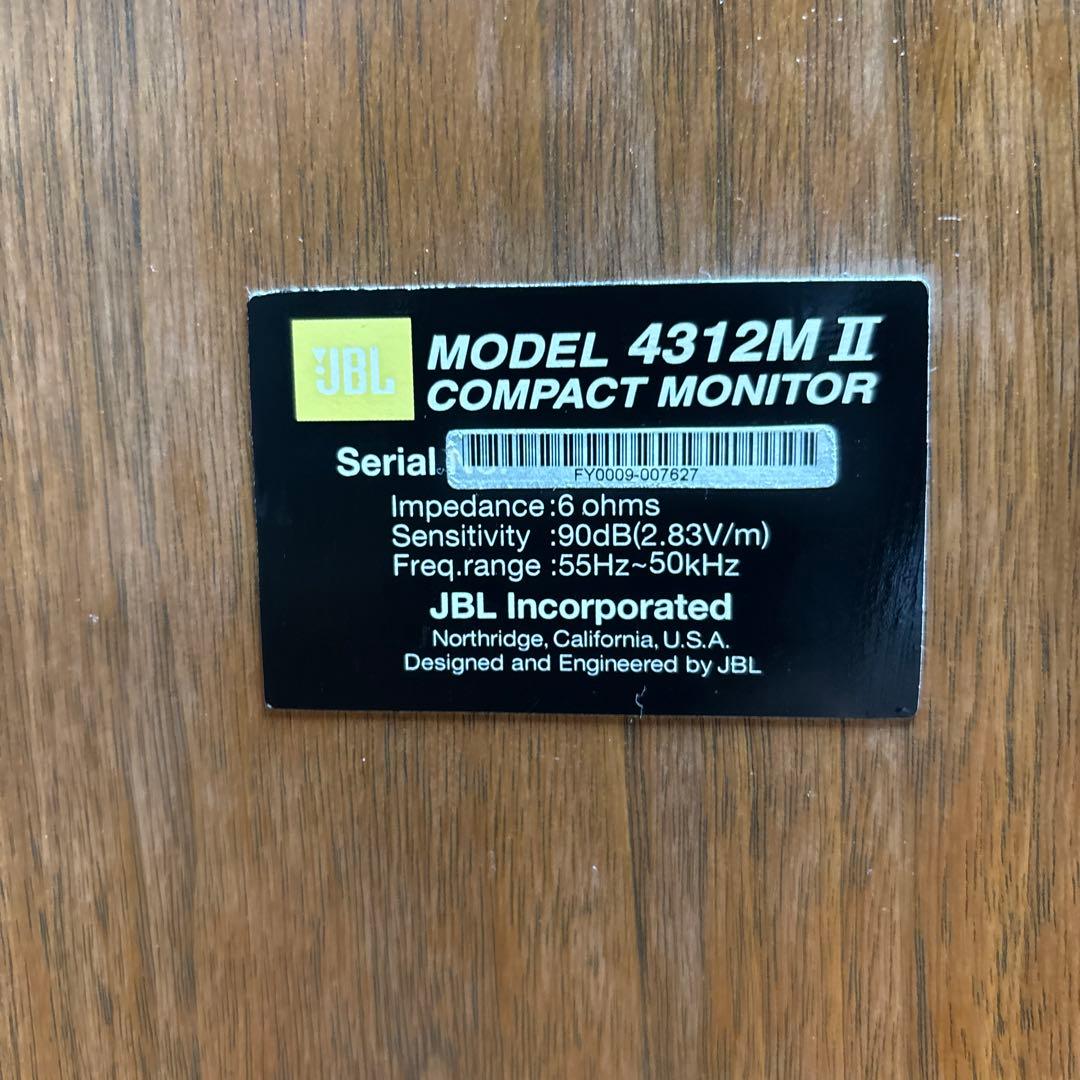 JBL
MODEL 4312M II
COMPACT MONITOR
Serial No.
FY0009-007627
Impedance :6 ohms
Sensitivity :90dB(2.83V/m)
Freq.range :55Hz~50kHz
JBL Incorporated
Northridge, California, U.S.A.
Designed and Engineered by JBL